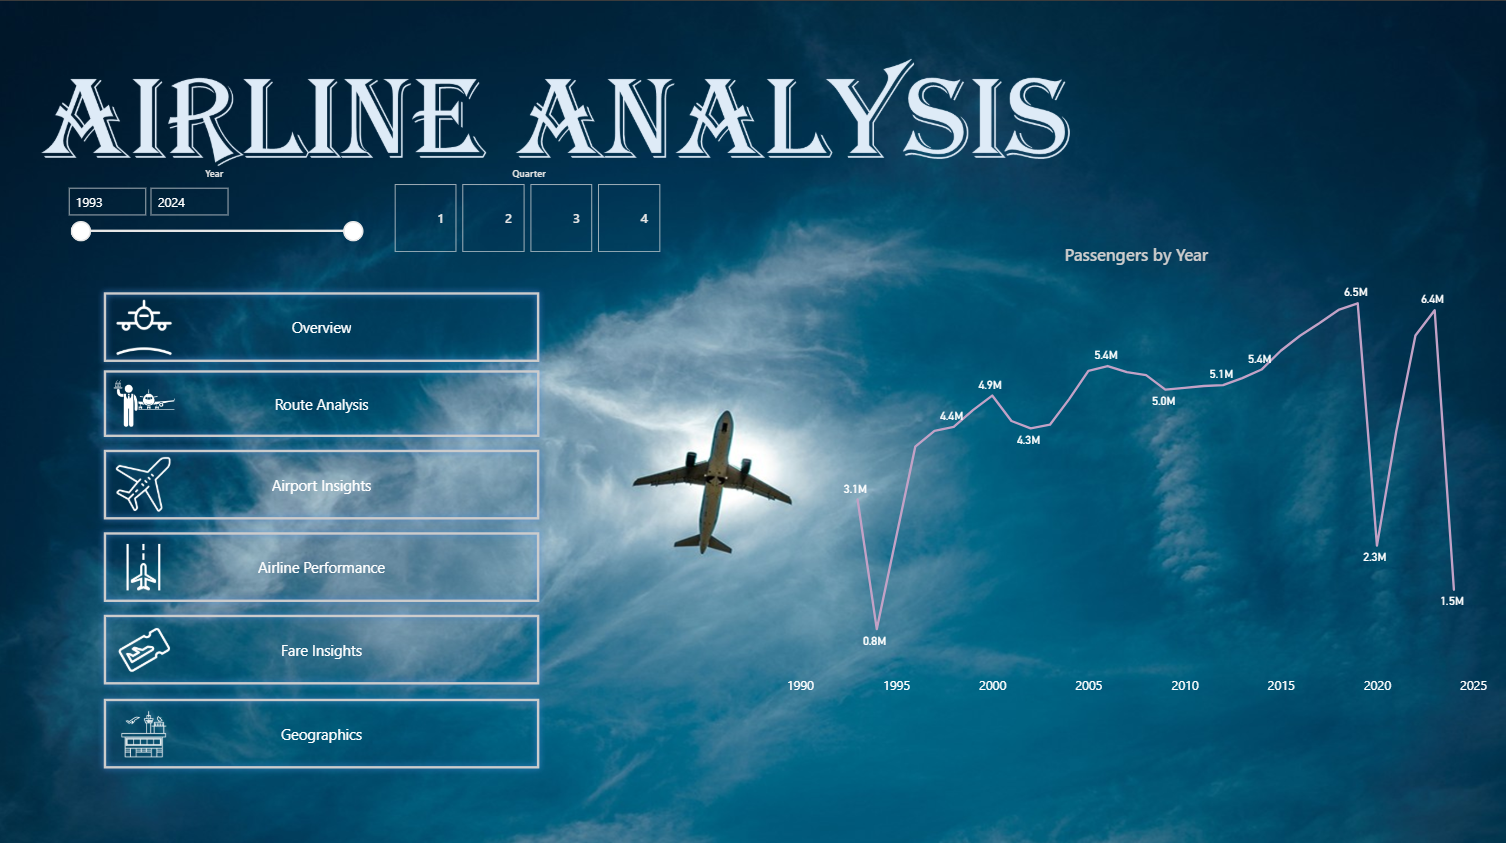 AIRLINE ANALYSIS
Year
Quarter
1993
2024
1
2
3
4
Passengers by Year
Overview
Route Analysis
Airport Insights
Airline Performance
Fare Insights
Geographics
3.1M
0.8M
4.4M
4.9M
4.3M
5.4M
5.0M
5.1M
5.4M
6.5M
2.3M
6.4M
1.5M
1990
1995
2000
2005
2010
2015
2020
2025